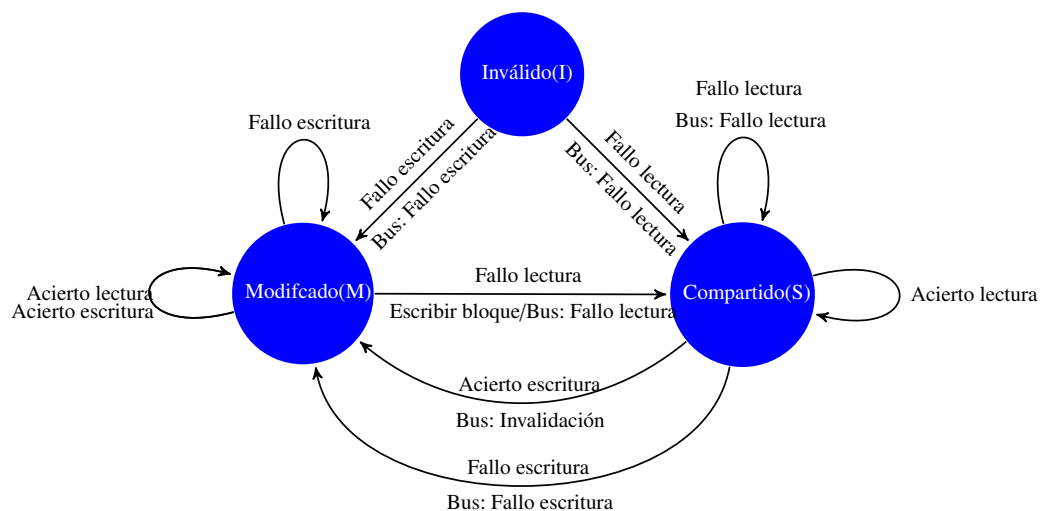 Inválido(I)
Fallo lectura
Bus: Fallo lectura
Fallo escritura
Fallo escritura
Bus: Fallo escritura
Fallo lectura
Bus: Fallo lectura
Modifcado(M)
Compartido(S)
Acierto lectura
Acierto escritura
Fallo lectura
Escribir bloque/Bus: Fallo lectura
Acierto lectura
Acierto escritura
Bus: Invalidación
Fallo escritura
Bus: Fallo escritura